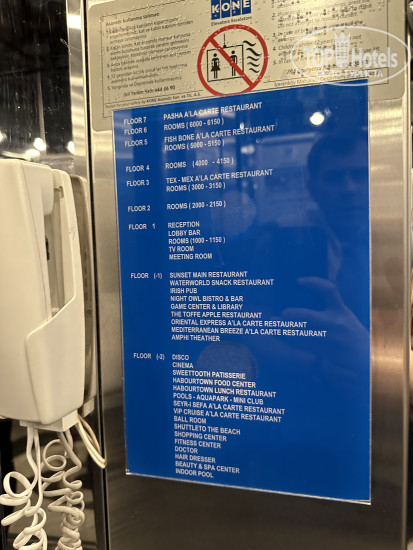 KONE
Elevators Escalators
TopHotels
FLOOR 7 PASHA A'LA CARTE RESTAURANT
FLOOR 6 ROOMS ( 6000 - 6150 )
FLOOR 5 FISH BONE A'LA CARTE RESTAURANT
ROOMS ( 5000 - 5150 )
FLOOR 4 ROOMS ( 4000 - 4150 )
FLOOR 3 TEX - MEX A'LA CARTE RESTAURANT
ROOMS ( 3000 - 3150 )
FLOOR 2 ROOMS ( 2000 - 2150 )
FLOOR 1 RECEPTION
LOBBY BAR
ROOMS (1000 - 1150 )
TV ROOM
MEETING ROOM
FLOOR (-1) SUNSET MAIN RESTAURANT
WATERWORLD SNACK RESTAURANT
IRISH PUB
NIGHT OWL BISTRO & BAR
GAME CENTER & LIBRARY
THE TOFFE APPLE RESTAURANT
ORIENTAL EXPRESS A'LA CARTE RESTAURANT
MEDITERRANEAN BREEZE A'LA CARTE RESTAURANT
AMPHI THEATHER
FLOOR (-2) DISCO
CINEMA
SWEETTOOTH PATISSERIE
HABOURTOWN FOOD CENTER
HABOURTOWN LUNCH RESTAURANT
POOLS - AQUAPARK - MINI CLUB
SEYR-I SEFA A'LA CARTE RESTAURANT
VIP CRUISE A'LA CARTE RESTAURANT
BALL ROOM
SHUTTLETO THE BEACH
SHOPPING CENTER
FITNESS CENTER
DOCTOR
HAIR DRESSER
BEAUTY & SPA CENTER
INDOOR POOL